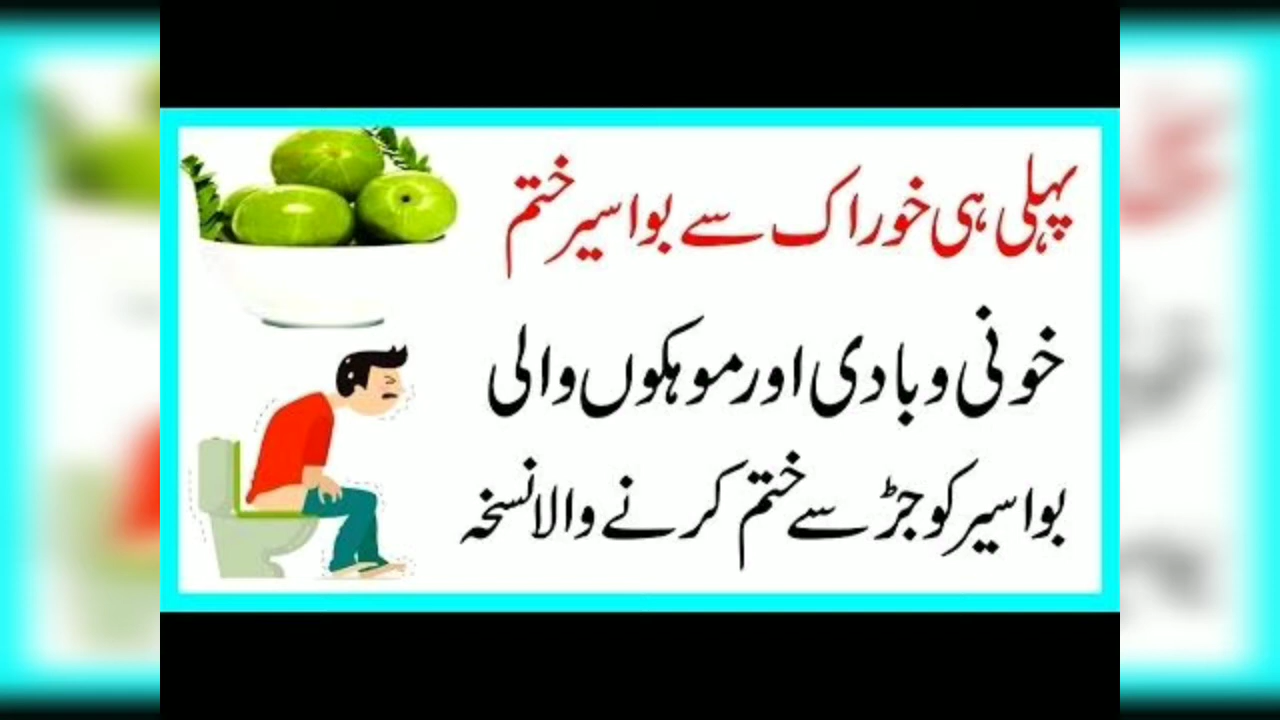 پہلی ہی خوراک سے بواسیر ختم
خونی و بادی اور موہکوں والی
بواسیر کو جڑ سے ختم کرنے والا نسخہ